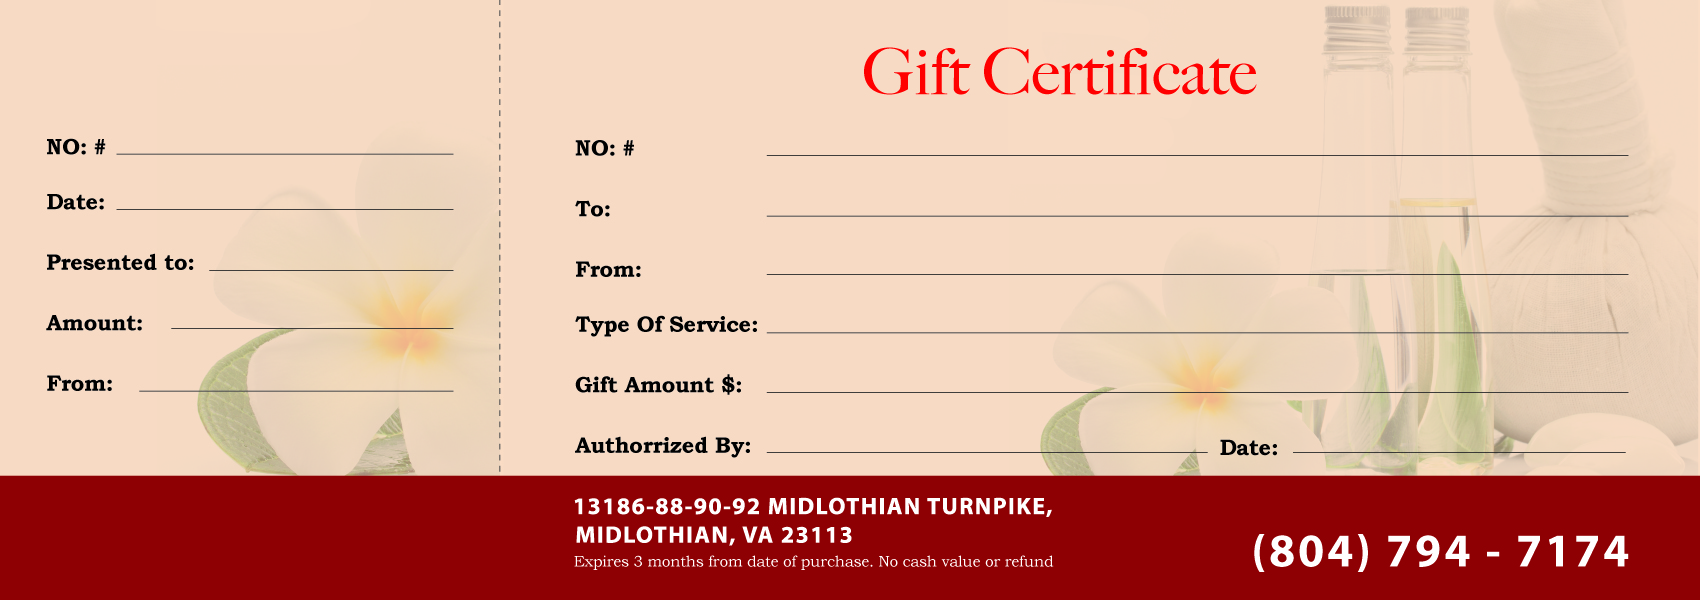 NO: #
Date:
Presented to:
Amount:
From:
Gift Certificate
NO: #
To:
From:
Type Of Service:
Gift Amount $:
Authorrized By: Date:
13186-88-90-92 MIDLOTHIAN TURNPIKE,
MIDLOTHIAN, VA 23113
Expires 3 months from date of purchase. No cash value or refund
(804) 794 - 7174